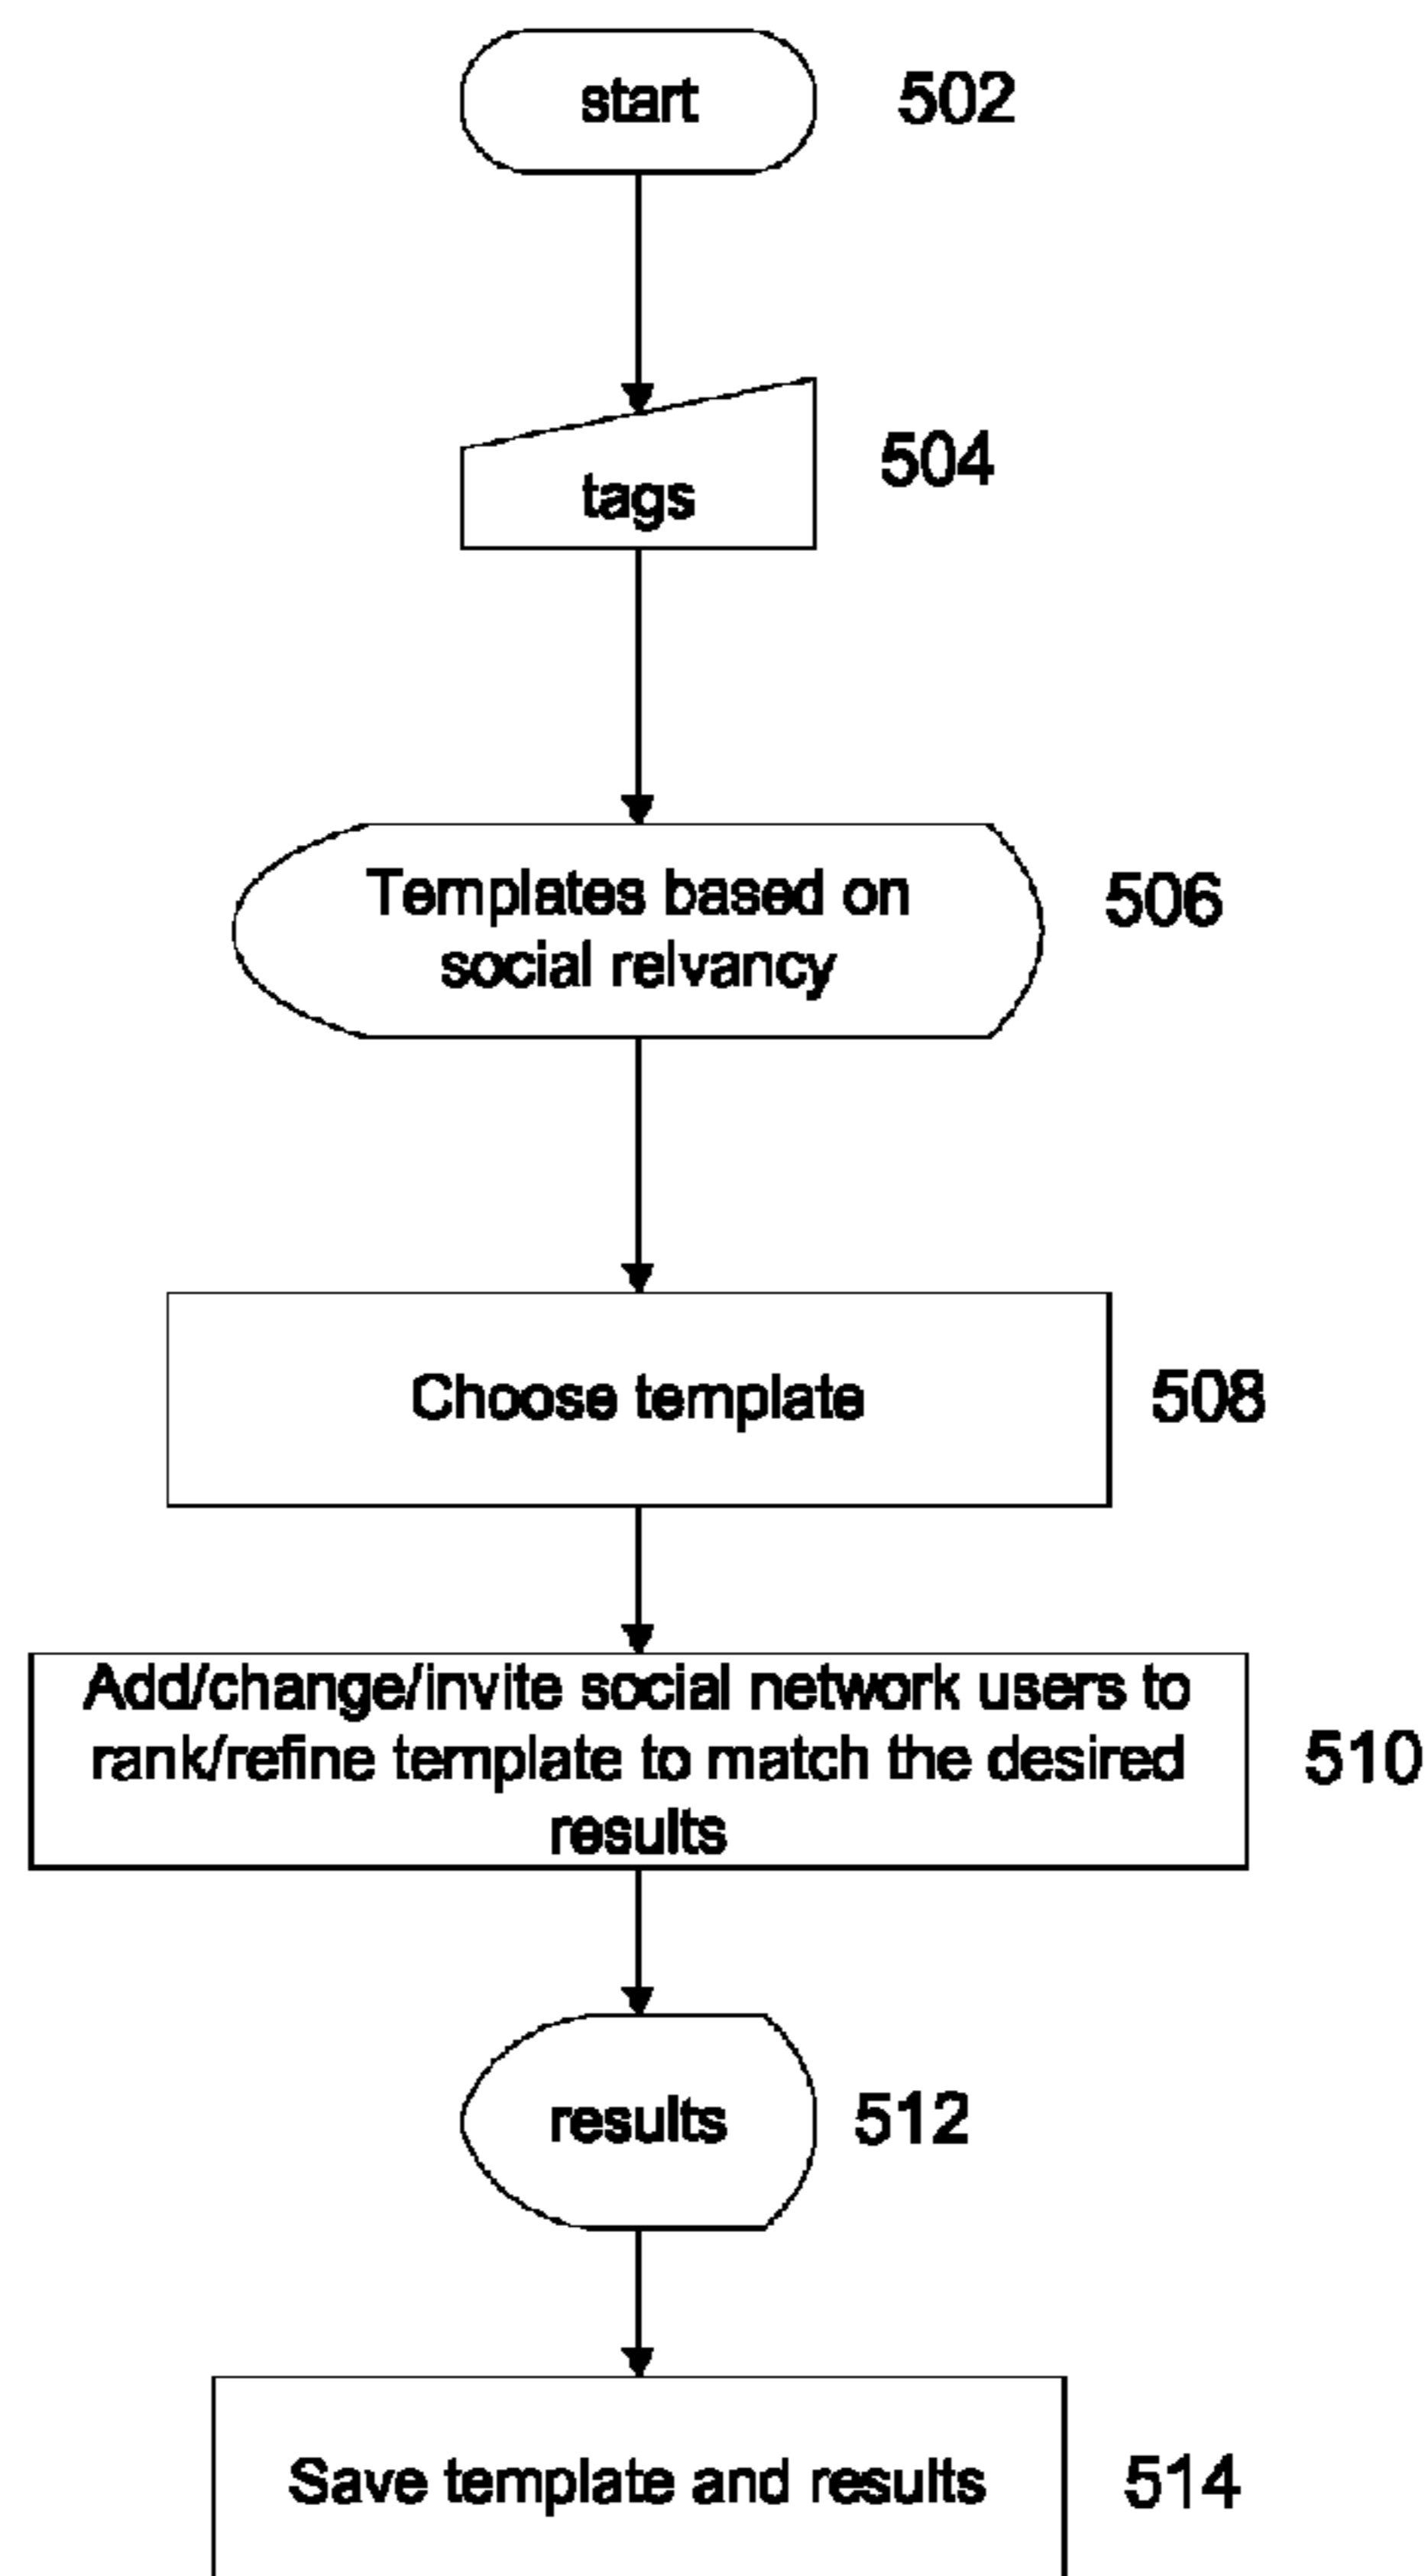 start 502
tags 504
Templates based on
social relvancy
506
Choose template 508
Add/change/invite social network users to
rank/refine template to match the desired
results
510
results 512
Save template and results 514